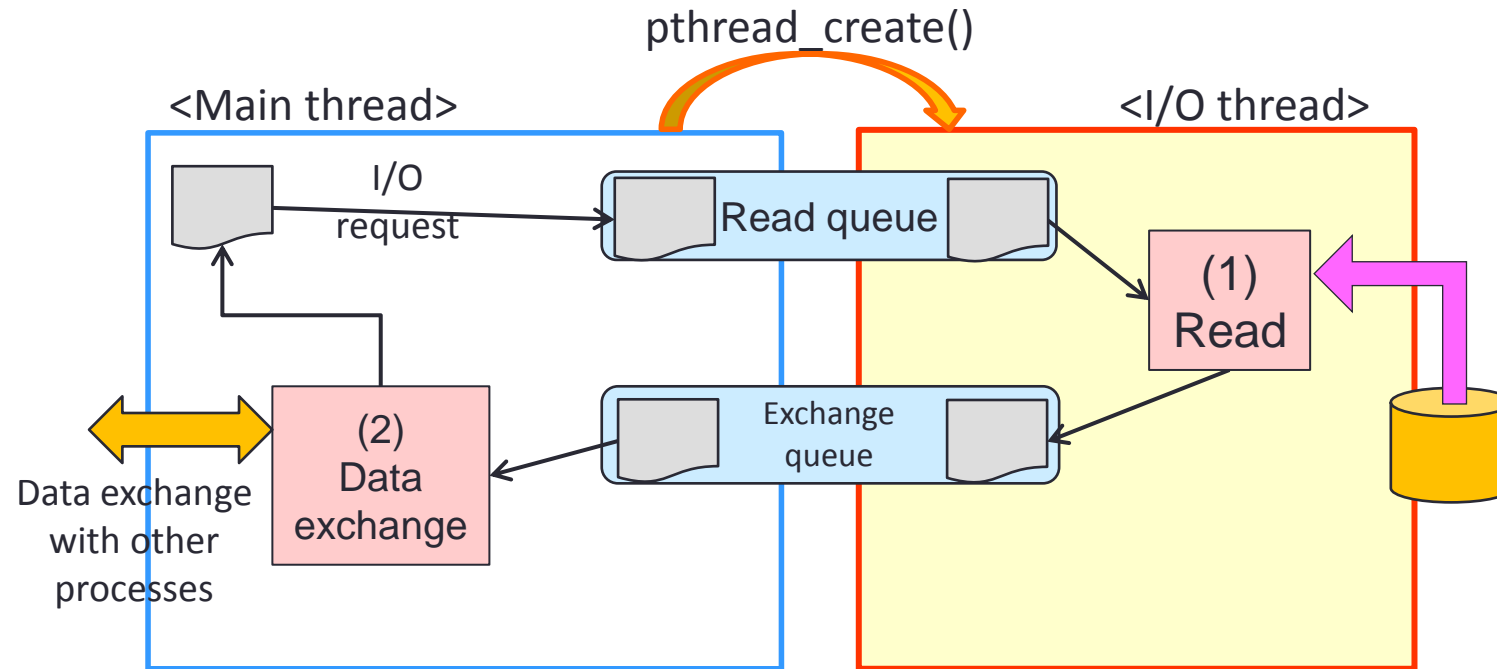 pthread_create()
<Main thread>
<I/O thread>
I/O
request
Read queue
(1)
Read
Exchange
queue
(2)
Data
exchange
Data exchange
with other
processes